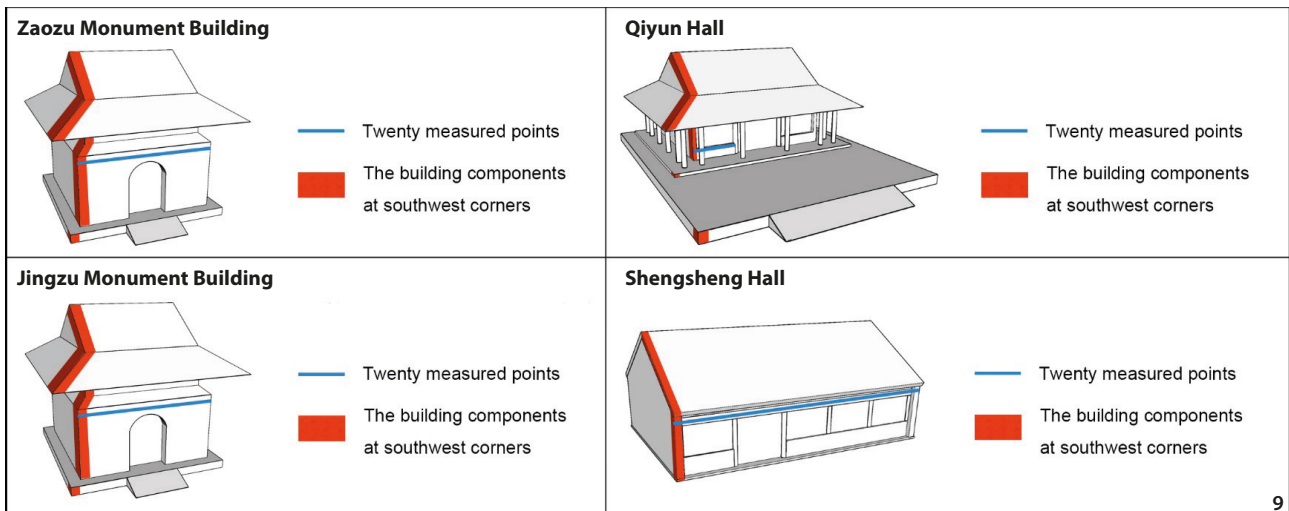 Zaozu Monument Building
Twenty measured points
The building components
at southwest corners
Qiyun Hall
Twenty measured points
The building components
at southwest corners
Jingzu Monument Building
Twenty measured points
The building components
at southwest corners
Shengsheng Hall
Twenty measured points
The building components
at southwest corners
9